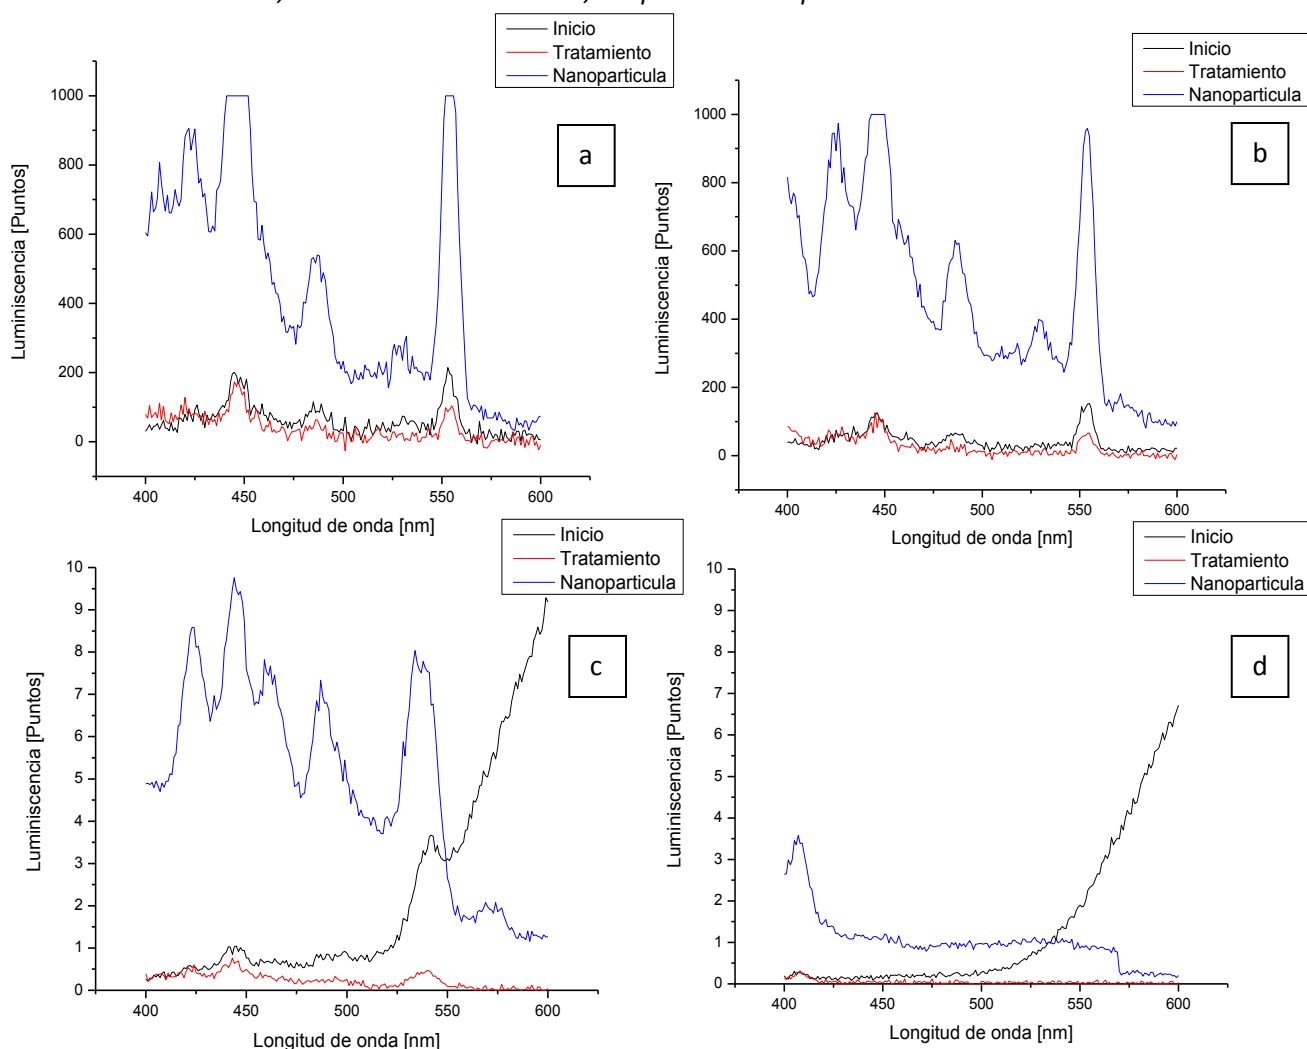 Inicio
Tratamiento
Nanoparticula
a
1000
800
600
400
200
0
Luminiscencia [Puntos]
400 450 500 550 600
Longitud de onda [nm]
Inicio
Tratamiento
Nanoparticula
b
1000
800
600
400
200
0
Luminiscencia [Puntos]
400 450 500 550 600
Longitud de onda [nm]
Inicio
Tratamiento
Nanoparticula
c
10
9
8
7
6
5
4
3
2
1
0
Luminiscencia [Puntos]
400 450 500 550 600
Longitud de onda [nm]
Inicio
Tratamiento
Nanoparticula
d
10
9
8
7
6
5
4
3
2
1
0
Luminiscencia [Puntos]
400 450 500 550 600
Longitud de onda [nm]